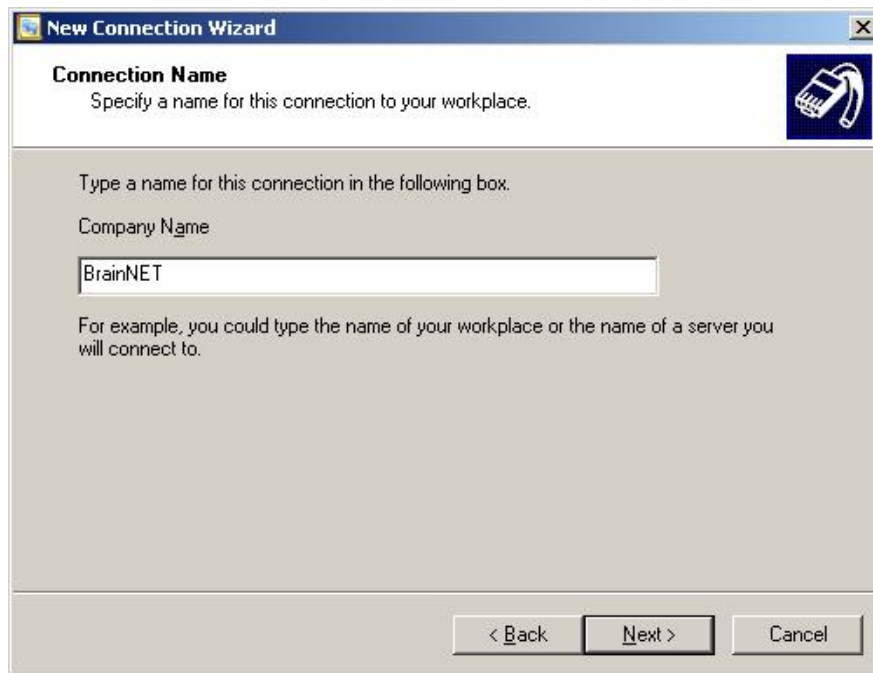 New Connection Wizard
Connection Name
Specify a name for this connection to your workplace.
Type a name for this connection in the following box.
Company Name
BrainNET
For example, you could type the name of your workplace or the name of a server you
will connect to.
< Back Next > Cancel